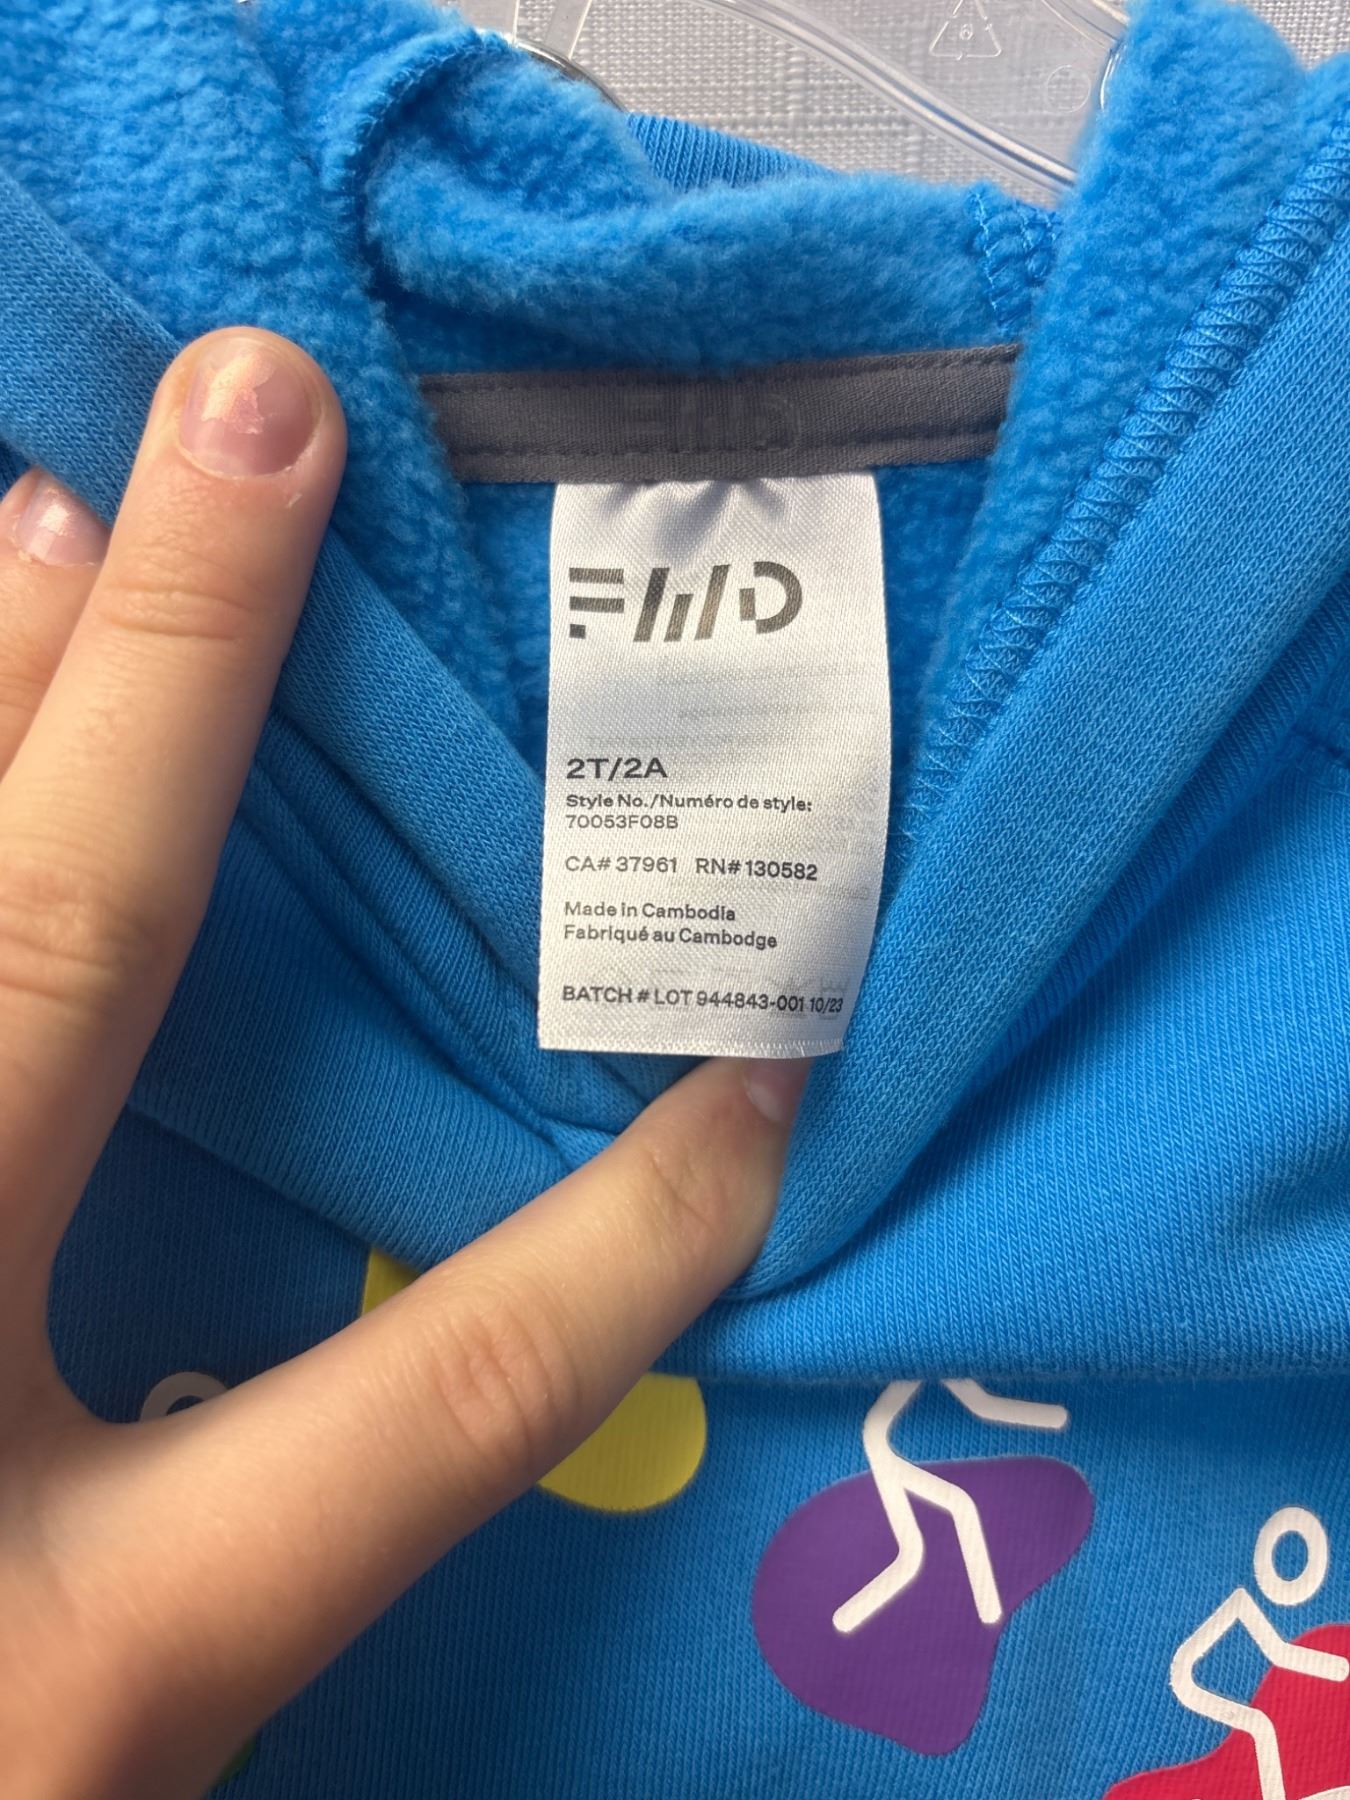 FWD
2T/2A
Style No./Numéro de style:
70053F08B
CA# 37961 RN# 130582
Made in Cambodia
Fabriqué au Cambodge
BATCH # LOT 944843-001 10/23